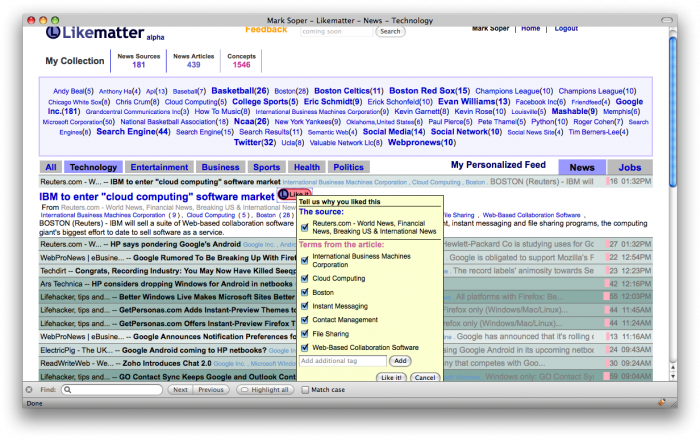 Mark Soper – Likematter – News – Technology
Likematter alpha
Feedback
coming soon
Search
Mark Soper | Home | Logout
My Collection
News Sources 181
News Articles 439
Concepts 1546
Andy Beal(5) Anthony Ha(4) Api(13) Baseball(7) Basketball(26) Boston(28) Boston Celtics(11) Boston Red Sox(15) Champions League(10) Champions League(10)
Chicago White Sox(8) Chris Crum(8) Cloud Computing(5) College Sports(5) Eric Schmidt(9) Erick Schonfeld(10) Evan Williams(13) Facebook Inc(6) Friendfeed(4) Google
Inc.(181) Grandcentral Communications Inc(3) How To Music(8) International Business Machines Corporation(9) Kevin Garnett(8) Kevin Rose(10) Louisville(5) Mashable(9) Memphis(6)
Microsoft Corporation(50) National Basketball Association(18) Ncaa(26) New York Yankees(9) Oklahoma,United States(6) Paul Pierce(5) Pete Thamel(5) Python(10) Roger Cohen(7) Search
Engines(8) Search Engine(44) Search Engine(15) Search Results(11) Semantic Web(4) Social Media(14) Social Network(10) Social News Site(4) Tim Berners-Lee(4)
Twitter(32) Ucla(8) Valuable Network Llc(8) Webpronews(10)
All Technology Entertainment Business Sports Health Politics My Personalized Feed News Jobs
Reuters.com - W... -- IBM to enter "cloud computing" software market International Business Machines Corporation , Cloud Computing , Boston , BOSTON (Reuters) - IBM will 16 01:32PM
IBM to enter "cloud computing" software market
Like it!
From Reuters.com - World News, Financial
International Business Machines Corporation ( 9 ) , Cloud Computing ( 5 ) , Boston ( 28 )
File Sharing , Web-Based Collaboration Software
BOSTON (Reuters) - IBM will sell a suite of Web-based collaboration software
instant messaging and file sharing programs, the computing
giant's biggest effort to date to sell software as a service.
Tell us why you liked this
The source:
Reuters.com - World News, Financial
News, Breaking US & International News
Terms from the article:
International Business Machines
Corporation
Cloud Computing
Boston
Instant Messaging
Contact Management
File Sharing
Web-Based Collaboration Software
Add additional tag
Add
Like it!
Cancel
Reuters.com - W... -- HP says pondering Google's Android Google Inc. Hewlett-Packard Co is studying uses for Go 27 01:32PM
WebProNews | eBusine... -- Google Rumored To Be Breaking Up With Firef Google is obligated to support Mozilla's F 22 12:54PM
Techdirt -- Congrats, Recording Industry: You May Now Have Killed Seeqp The record labels' animosity towards Se 23 12:23PM
Ars Technica -- HP considers dropping Windows for Android in netbooks 42 12:16PM
Lifehacker, tips and... -- Better Windows Live Makes Microsoft Sites Better All platforms with Firefox: Be... 55 12:03PM
Lifehacker, tips and... -- GetPersonas.com Adds Instant-Preview Themes to Firefox only (Windows/Mac/Linux) 44 11:45AM
Lifehacker, tips and... -- GetPersonas.com Offers Instant-Preview Firefox T Firefox only (Windows/Mac/Linux) 44 11:24AM
WebProNews | eBusine... -- Google Announces Notification Preferences fo Google has announced that it's rolling 13 11:16AM
ElectricPig - The UK... -- Google Android coming to HP netbooks? Google Inc. Google Android in its upcoming netboo 24 09:43AM
ReadWriteWeb - We... -- Zoho Introduces Chat 2.0 Google, Microsoft Corporation any that competes with Goo... 30 09:24AM
Lifehacker, tips and... -- GO Contact Sync Keeps Google and Outlook Cont Windows only: GO Contact Syn 59 09:04AM
Find:
Next Previous Highlight all Match case
Done